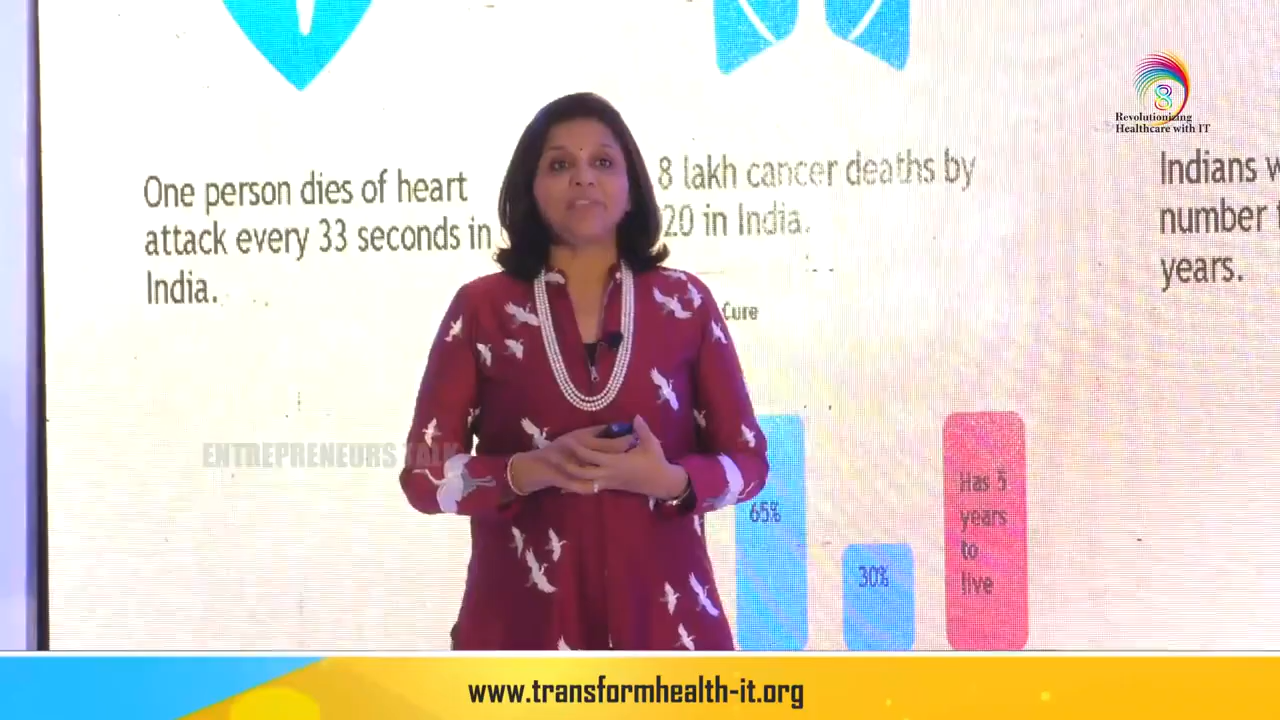 Revolutionizing
Healthcare with IT
One person dies of heart
attack every 33 seconds in
India.
8 lakh cancer deaths by
20 in India.
Indians
number
years.
Cure
ENTREPRENEURS TALK
65%
30%
Has 5
years
to
live
www.transformhealth-it.org